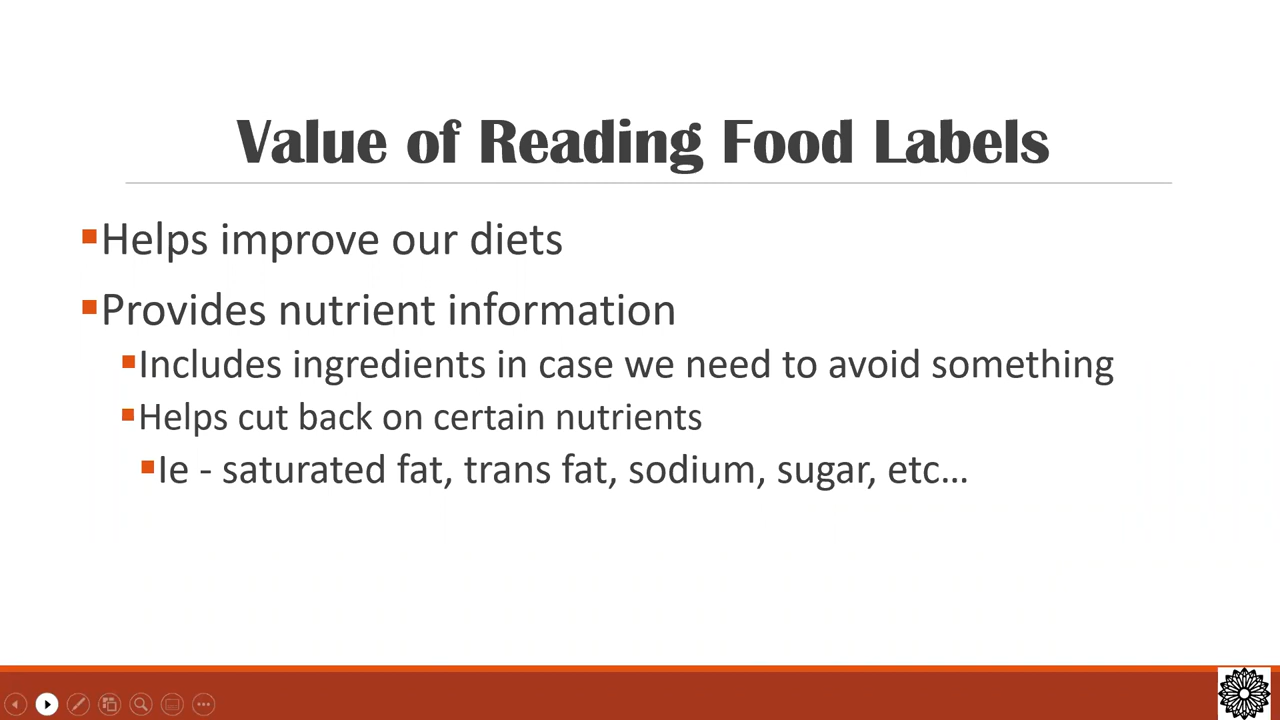 Value of Reading Food Labels
Helps improve our diets
Provides nutrient information
Includes ingredients in case we need to avoid something
Helps cut back on certain nutrients
Ie - saturated fat, trans fat, sodium, sugar, etc…